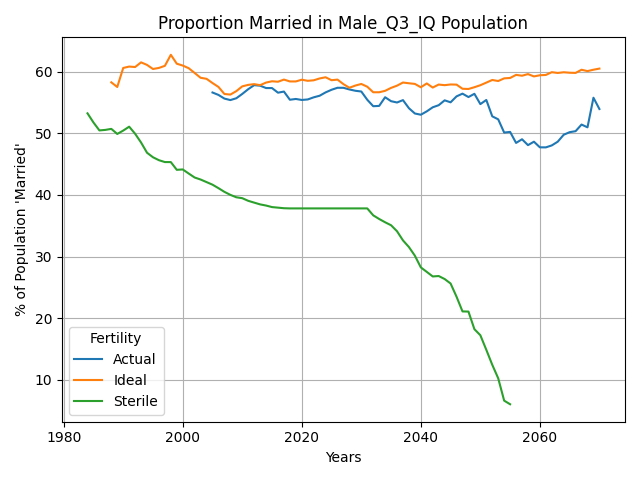 Proportion Married in Male_Q3_IQ Population
% of Population 'Married'
60
50
40
30
20
10
Fertility
Actual
Ideal
Sterile
1980 2000 2020 2040 2060
Years